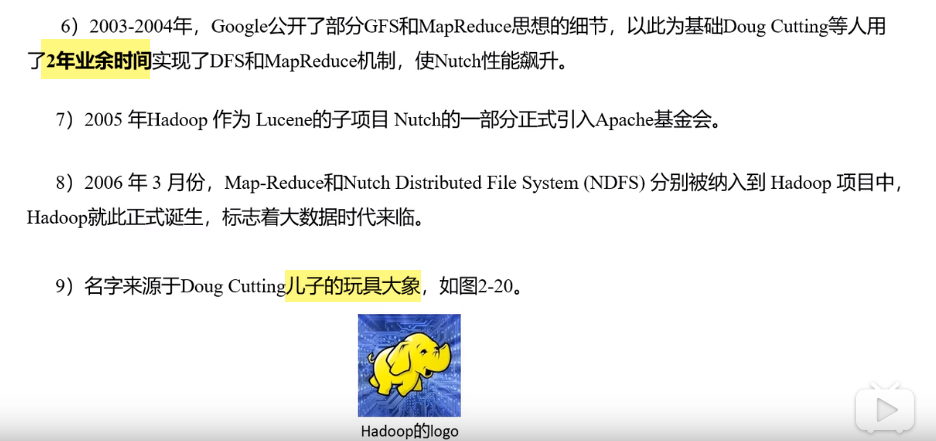 6）2003-2004年，Google公开了部分GFS和MapReduce思想的细节，以此为基础Doug Cutting等人用
了2年业余时间实现了DFS和MapReduce机制，使Nutch性能飙升。
7）2005 年Hadoop 作为 Lucene的子项目 Nutch的一部分正式引入Apache基金会。
8）2006 年 3 月份，Map-Reduce和Nutch Distributed File System (NDFS) 分别被纳入到 Hadoop 项目中，
Hadoop就此正式诞生，标志着大数据时代来临。
9）名字来源于Doug Cutting儿子的玩具大象，如图2-20。
Hadoop的logo